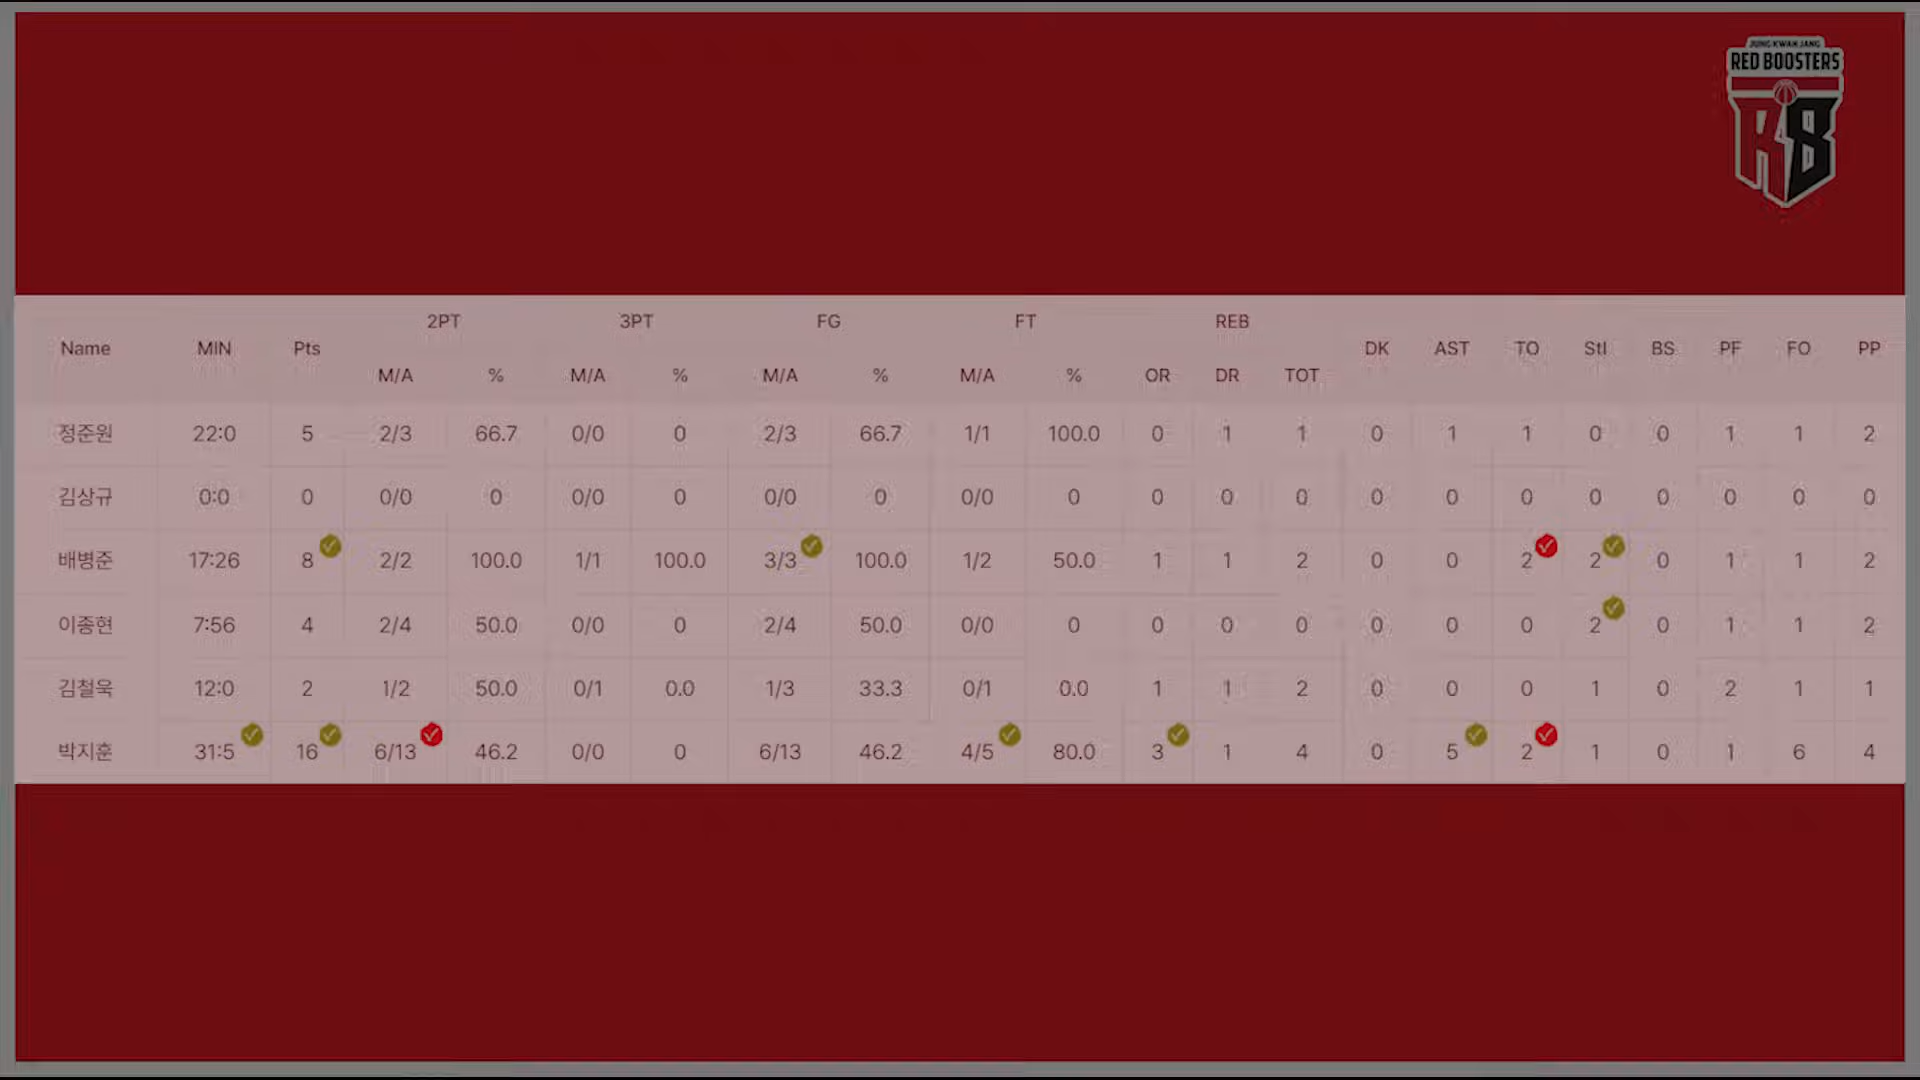 JUNG KWAN JANG
RED BOOSTERS
RB
2PT 3PT FG FT REB
Name MIN Pts DK AST TO Stl BS PF FO PP
M/A % M/A % M/A % M/A % OR DR TOT
정준원 22:0 5 2/3 66.7 0/0 0 2/3 66.7 1/1 100.0 0 1 1 0 1 1 0 0 1 1 2
김상규 0:0 0 0/0 0 0/0 0 0/0 0 0/0 0 0 0 0 0 0 0 0 0 0 0 0
배병준 17:26 8 2/2 100.0 1/1 100.0 3/3 100.0 1/2 50.0 1 1 2 0 0 2 2 0 1 1 2
이종현 7:56 4 2/4 50.0 0/0 0 2/4 50.0 0/0 0 0 0 0 0 0 0 2 0 1 1 2
김철욱 12:0 2 1/2 50.0 0/1 0.0 1/3 33.3 0/1 0.0 1 1 2 0 0 0 1 0 2 1 1
박지훈 31:5 16 6/13 46.2 0/0 0 6/13 46.2 4/5 80.0 3 1 4 0 5 2 1 0 1 6 4